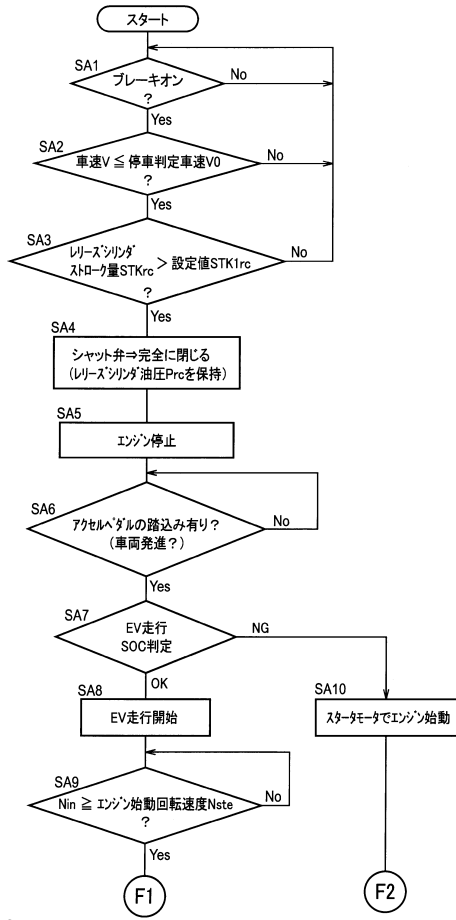 スタート
SA1
ブレーキオン
?
No
Yes
SA2
車速V ≦ 停車判定車速V0
?
No
Yes
SA3
レリーズシリンダ
ストローク量STKrc > 設定値STK1rc
?
No
Yes
SA4
シャット弁⇒完全に閉じる
(レリーズシリンダ油圧Prcを保持)
SA5
エンジン停止
SA6
アクセルペダルの踏込み有り?
(車両発進?)
No
Yes
SA7
EV走行
SOC判定
NG
OK
SA8
EV走行開始
SA10
スタータモータでエンジン始動
SA9
Nin ≧ エンジン始動回転速度Nste
?
No
Yes
F1
F2